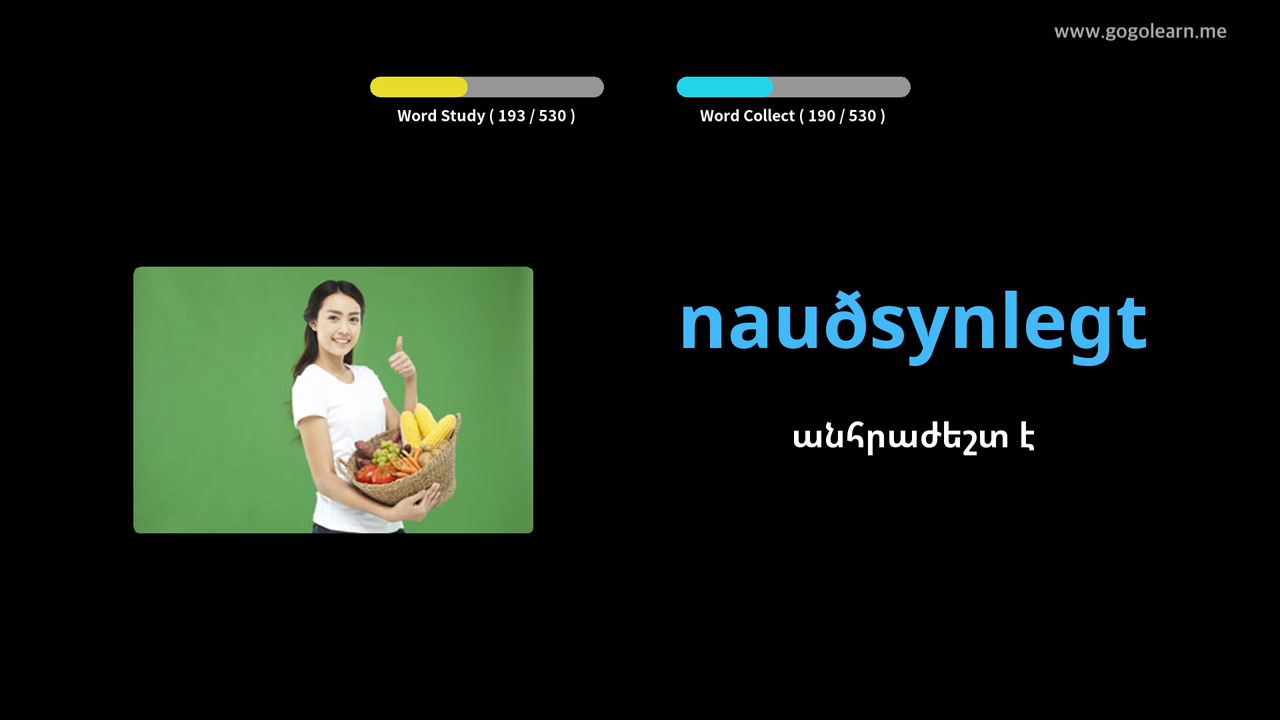 www.gogolearn.me
Word Study ( 193 / 530 )
Word Collect ( 190 / 530 )
nauðsynlegt
անհրաժեշտ է